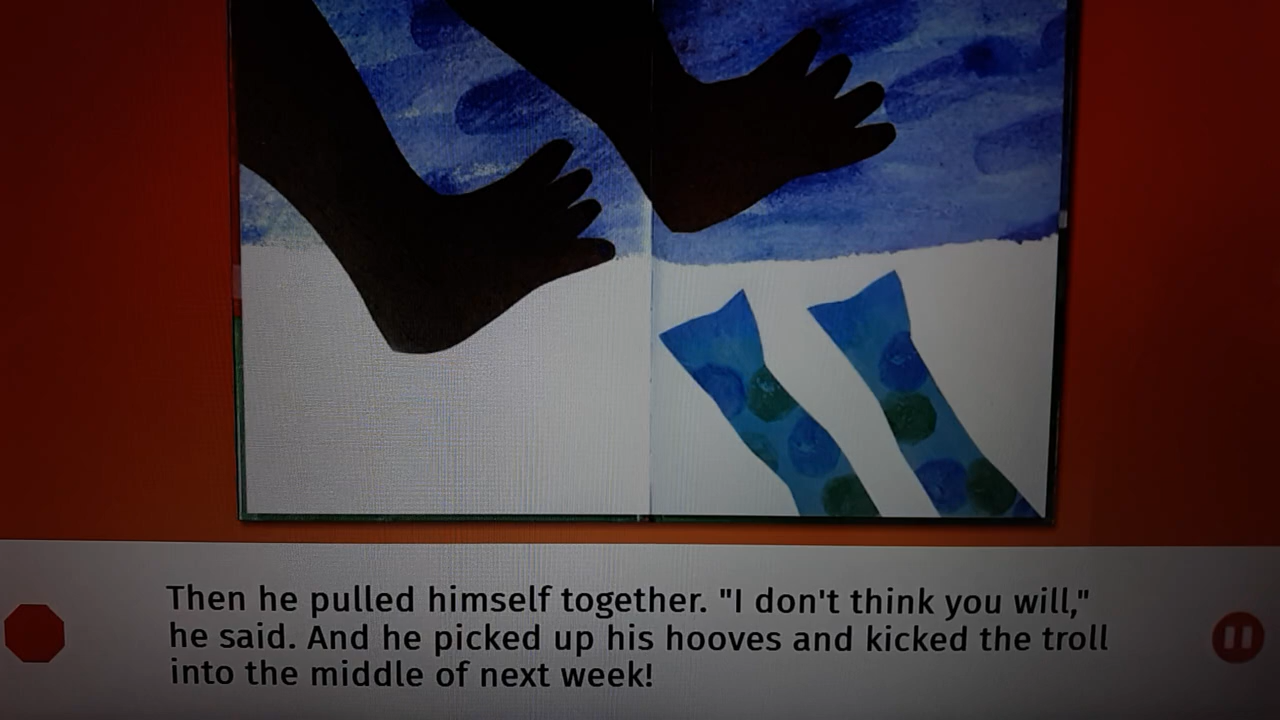 Then he pulled himself together. "I don't think you will,"
he said. And he picked up his hooves and kicked the troll
into the middle of next week!